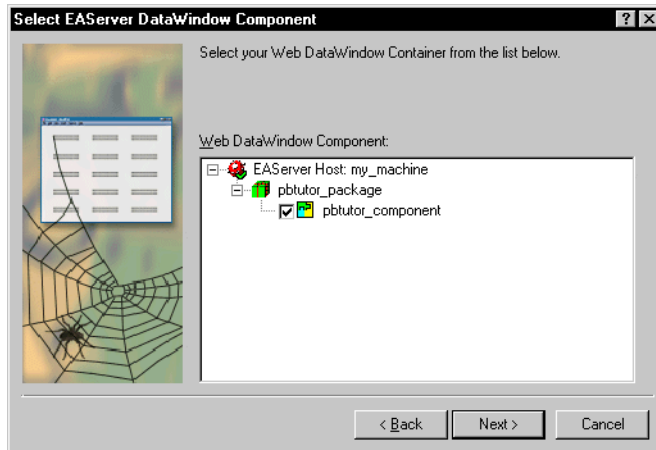 Select EAServer DataWindow Component
Select your Web DataWindow Container from the list below.
Web DataWindow Component:
EAServer Host: my_machine
pbtutor_package
pbtutor_component
< Back
Next >
Cancel